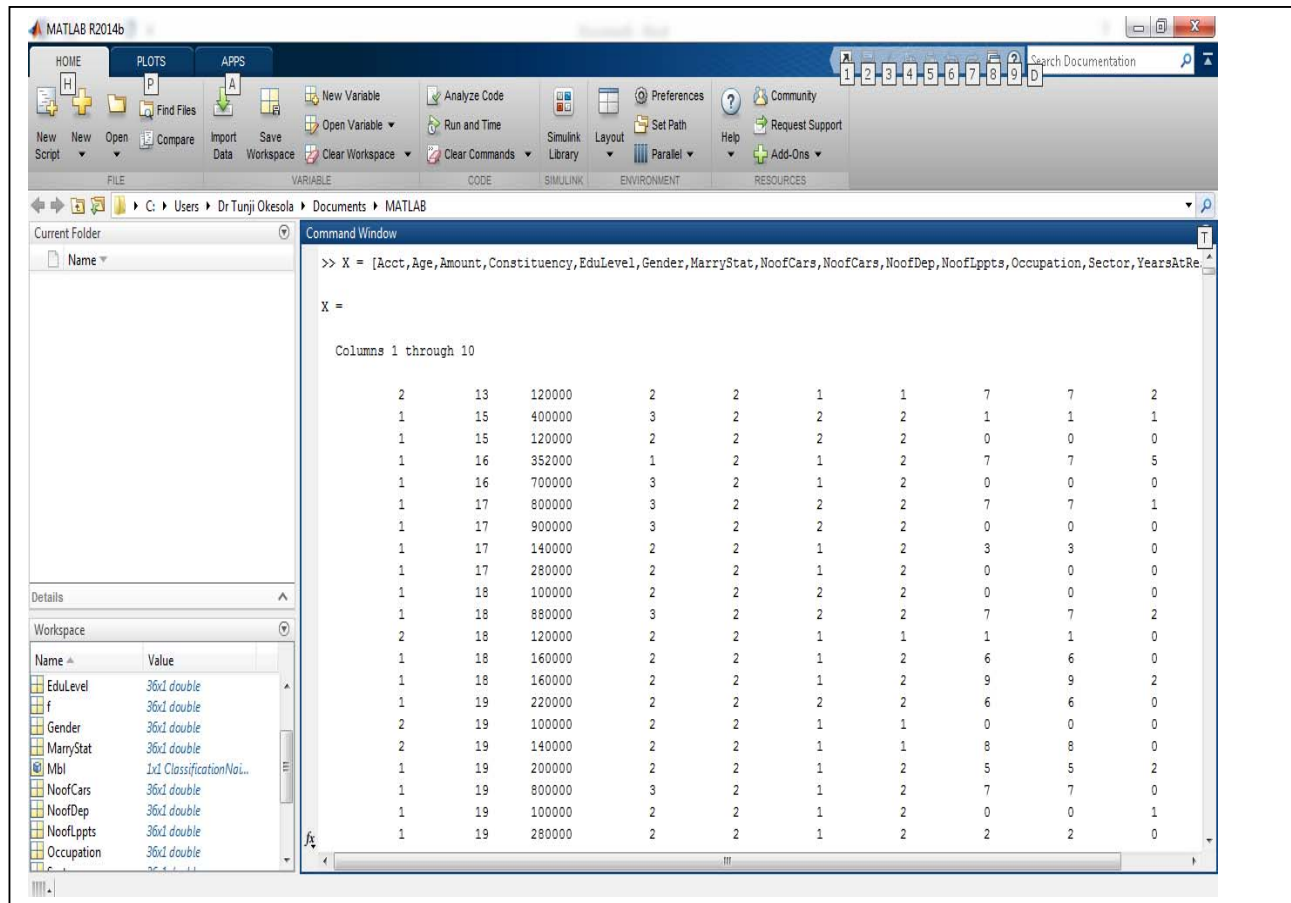 MATLAB R2014b
HOME PLOTS APPS
H P A
1 2 3 4 5 6 7 8 9 D
Search Documentation
New Script
New
Open
Find Files
Compare
Import Data
Save Workspace
New Variable
Open Variable
Clear Workspace
Analyze Code
Run and Time
Clear Commands
Simulink Library
Layout
Preferences
Set Path
Parallel
Help
Community
Request Support
Add-Ons
FILE VARIABLE CODE SIMULINK ENVIRONMENT RESOURCES
C: Users Dr Tunji Okesola Documents MATLAB
Current Folder
Name
Details
Workspace
Name Value
EduLevel 36x1 double
f 36x1 double
Gender 36x1 double
MarryStat 36x1 double
Mbl 1x1 ClassificationNai...
NoofCars 36x1 double
NoofDep 36x1 double
NoofLppts 36x1 double
Occupation 36x1 double
Command Window
T
>> X = [Acct,Age,Amount,Constituency,EduLevel,Gender,MarryStat,NoofCars,NoofCars,NoofDep,NoofLppts,Occupation,Sector,YearsAtRe
X =
Columns 1 through 10
2 13 120000 2 2 1 1 7 7 2
1 15 400000 3 2 2 2 1 1 1
1 15 120000 2 2 2 2 0 0 0
1 16 352000 1 2 1 2 7 7 5
1 16 700000 3 2 1 2 0 0 0
1 17 800000 3 2 2 2 7 7 1
1 17 900000 3 2 2 2 0 0 0
1 17 140000 2 2 1 2 3 3 0
1 17 280000 2 2 1 2 0 0 0
1 18 100000 2 2 2 2 0 0 0
1 18 880000 3 2 2 2 7 7 2
2 18 120000 2 2 1 1 1 1 0
1 18 160000 2 2 1 2 6 6 0
1 18 160000 2 2 1 2 9 9 2
1 19 220000 2 2 2 2 6 6 0
2 19 100000 2 2 1 1 0 0 0
2 19 140000 2 2 1 1 8 8 0
1 19 200000 2 2 1 2 5 5 2
1 19 800000 3 2 1 2 7 7 0
1 19 100000 2 2 1 2 0 0 1
1 19 280000 2 2 1 2 2 2 0
fx